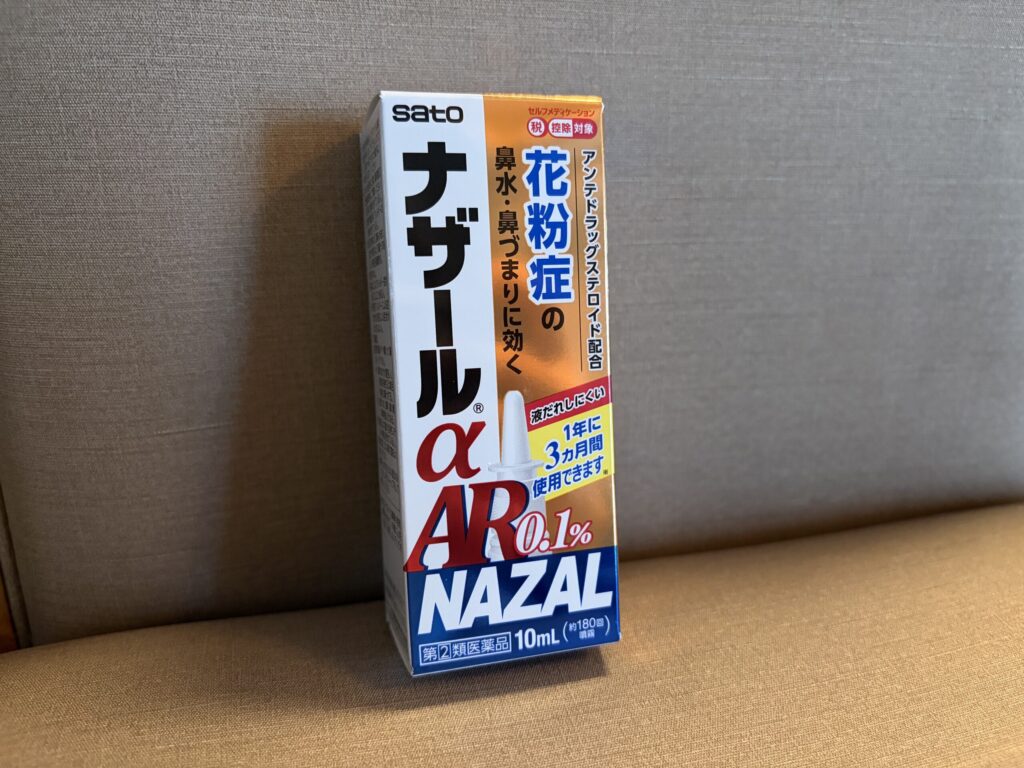 sato
セルフメディケーション
税 控除 対象
アンテドラッグステロイド配合
花粉症の
鼻水・鼻づまりに効く
ナザール®
α
AR
0.1%
液だれしにくい
1年に
3ヵ月間
使用できます※
NAZAL
指②類医薬品 10mL (約180回噴霧)